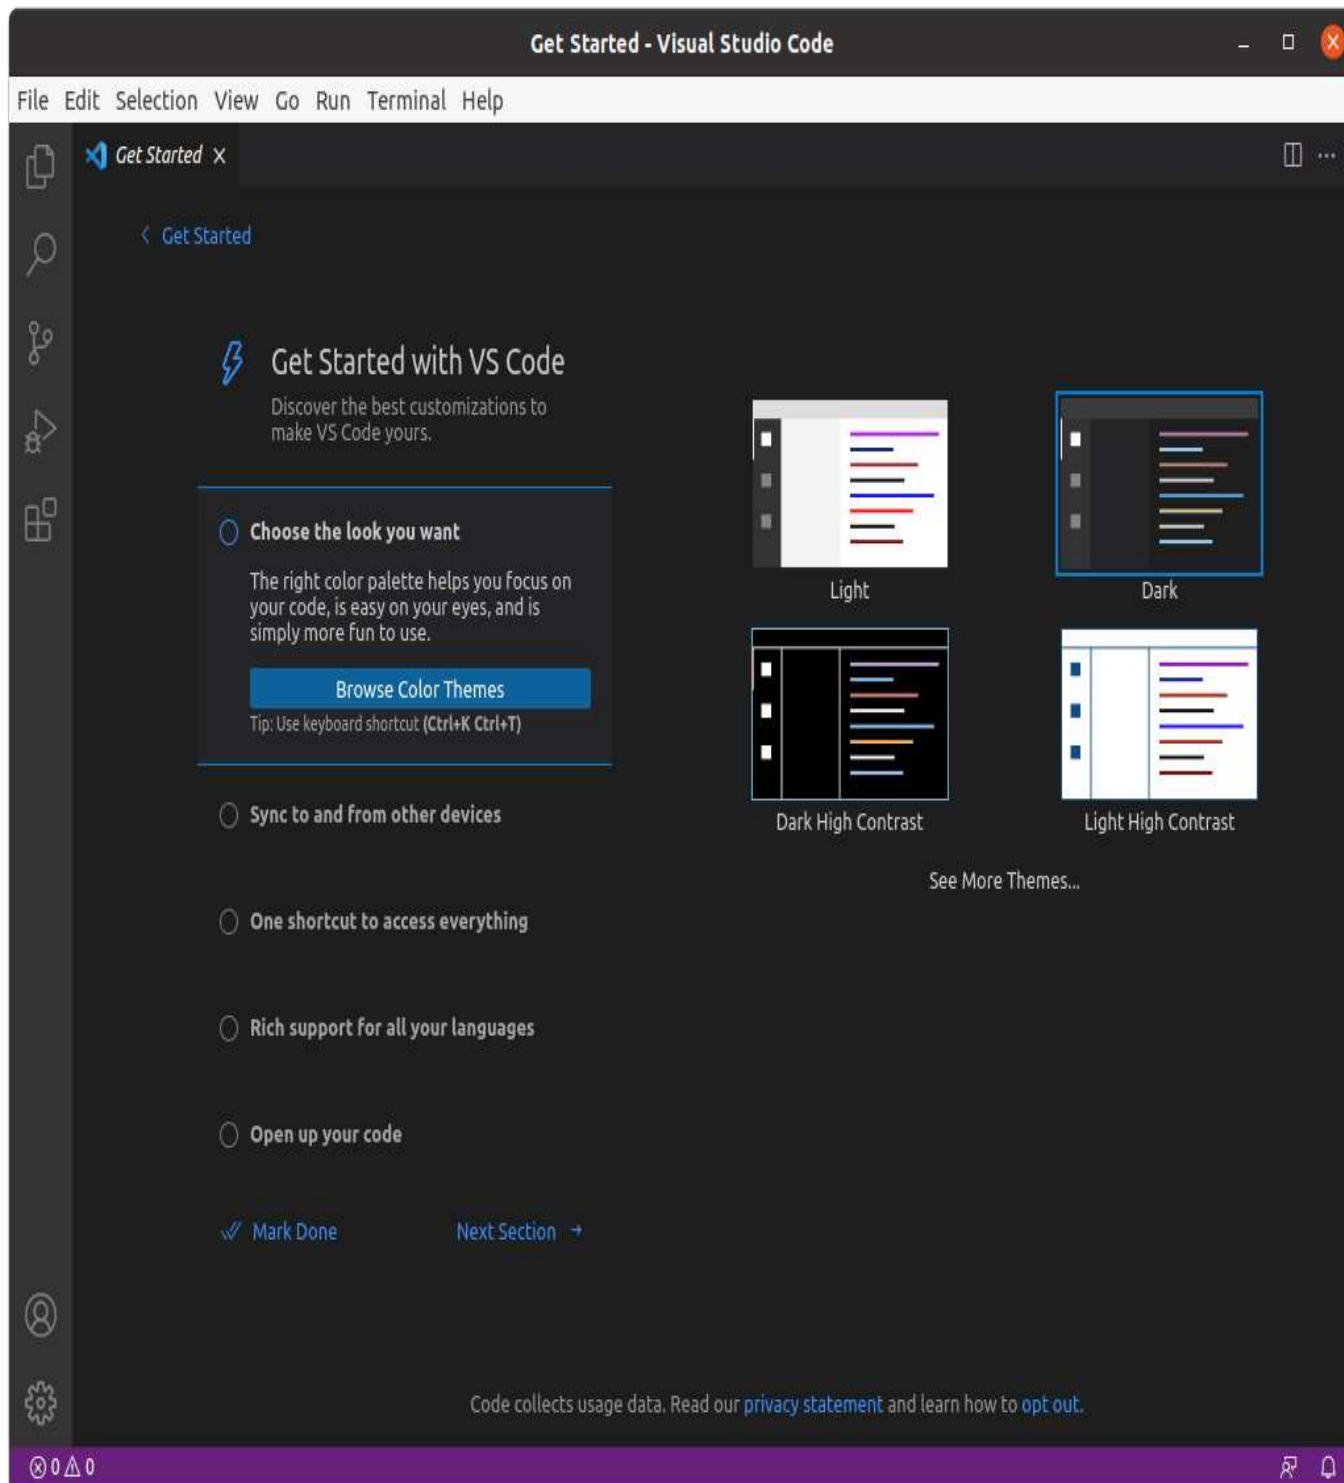 Get Started - Visual Studio Code
File Edit Selection View Go Run Terminal Help
Get Started
Get Started
Get Started with VS Code
Discover the best customizations to
make VS Code yours.
Choose the look you want
The right color palette helps you focus on
your code, is easy on your eyes, and is
simply more fun to use.
Browse Color Themes
Tip: Use keyboard shortcut (Ctrl+K Ctrl+T)
Sync to and from other devices
One shortcut to access everything
Rich support for all your languages
Open up your code
Mark Done
Next Section →
Light
Dark
Dark High Contrast
Light High Contrast
See More Themes...
Code collects usage data. Read our privacy statement and learn how to opt out.
0 0